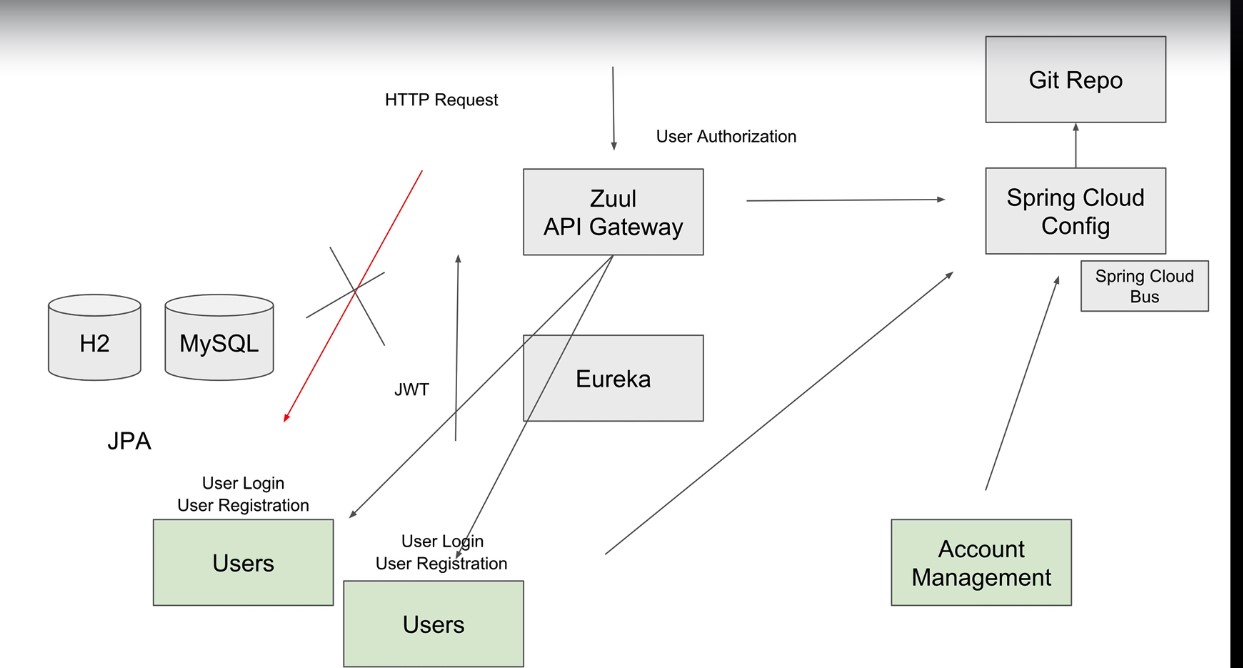 Git Repo
HTTP Request
User Authorization
Zuul
API Gateway
Spring Cloud
Config
Spring Cloud
Bus
H2
MySQL
Eureka
JWT
JPA
User Login
User Registration
Users
User Login
User Registration
Users
Account
Management